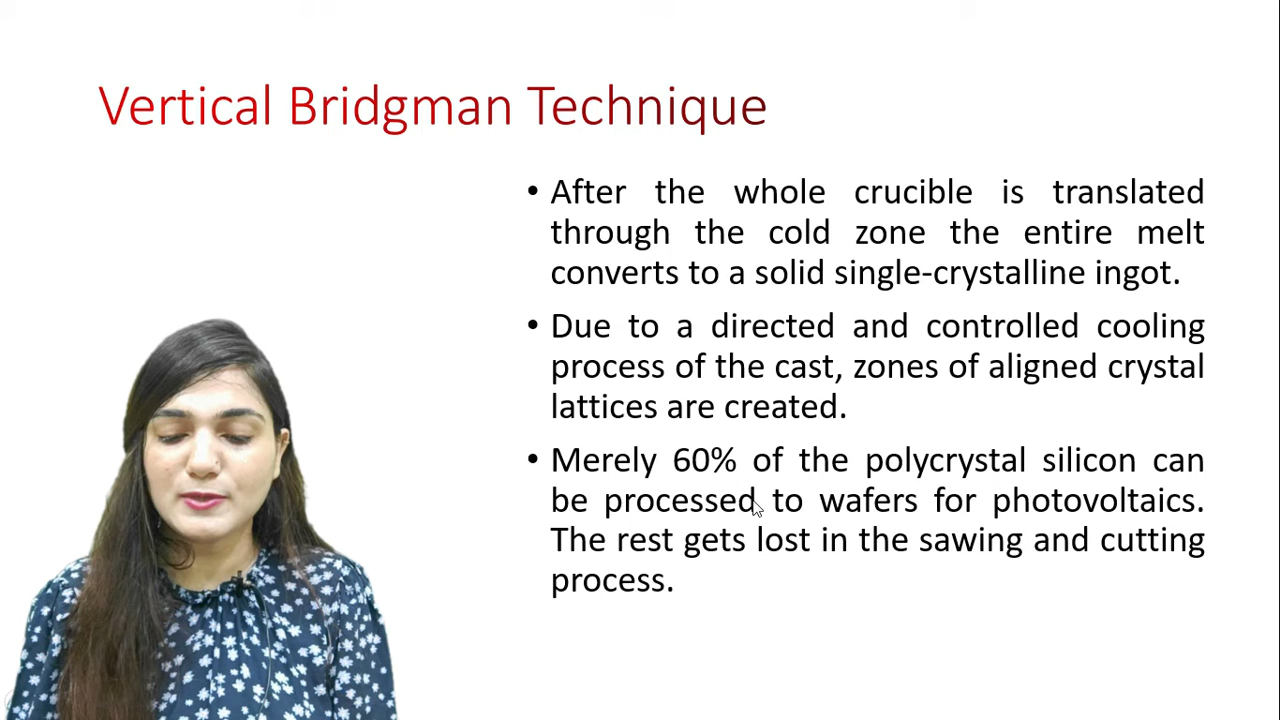 Vertical Bridgman Technique
• After the whole crucible is translated
through the cold zone the entire melt
converts to a solid single-crystalline ingot.
• Due to a directed and controlled cooling
process of the cast, zones of aligned crystal
lattices are created.
• Merely 60% of the polycrystal silicon can
be processed to wafers for photovoltaics.
The rest gets lost in the sawing and cutting
process.